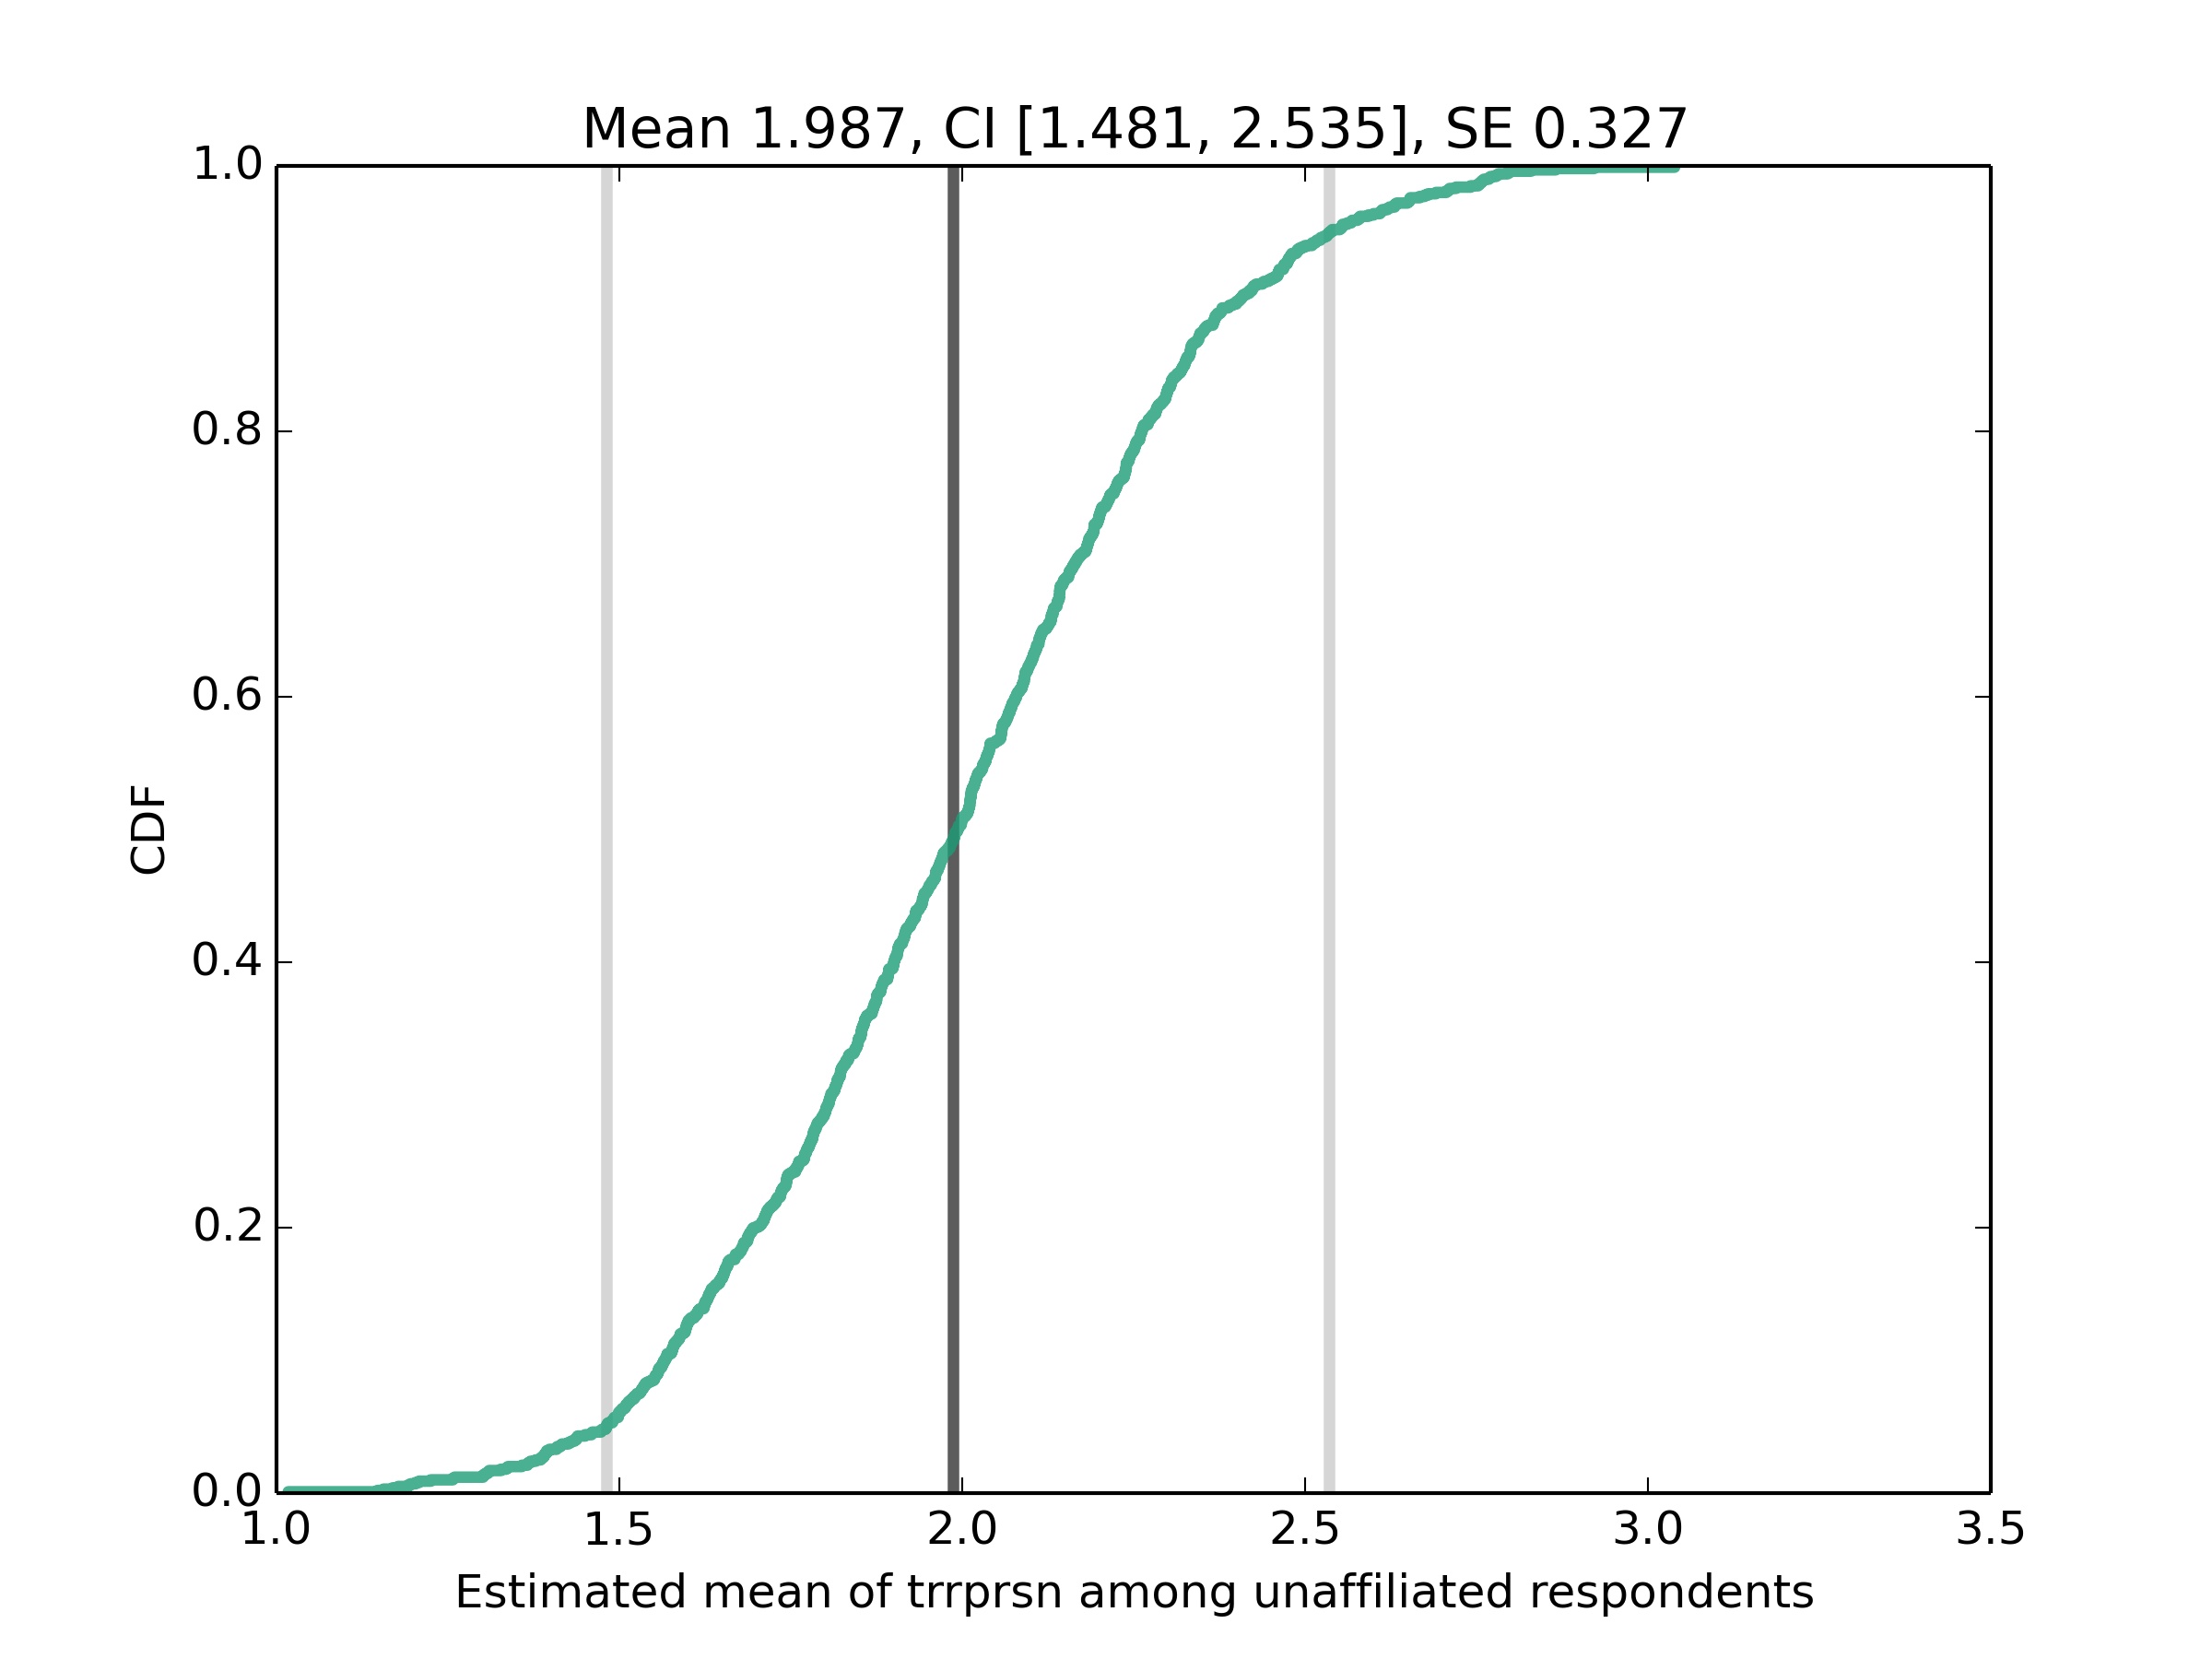 Mean 1.987, CI [1.481, 2.535], SE 0.327
1.0
0.8
0.6
0.4
0.2
0.0
CDF
1.0 1.5 2.0 2.5 3.0 3.5
Estimated mean of trrprsn among unaffiliated respondents